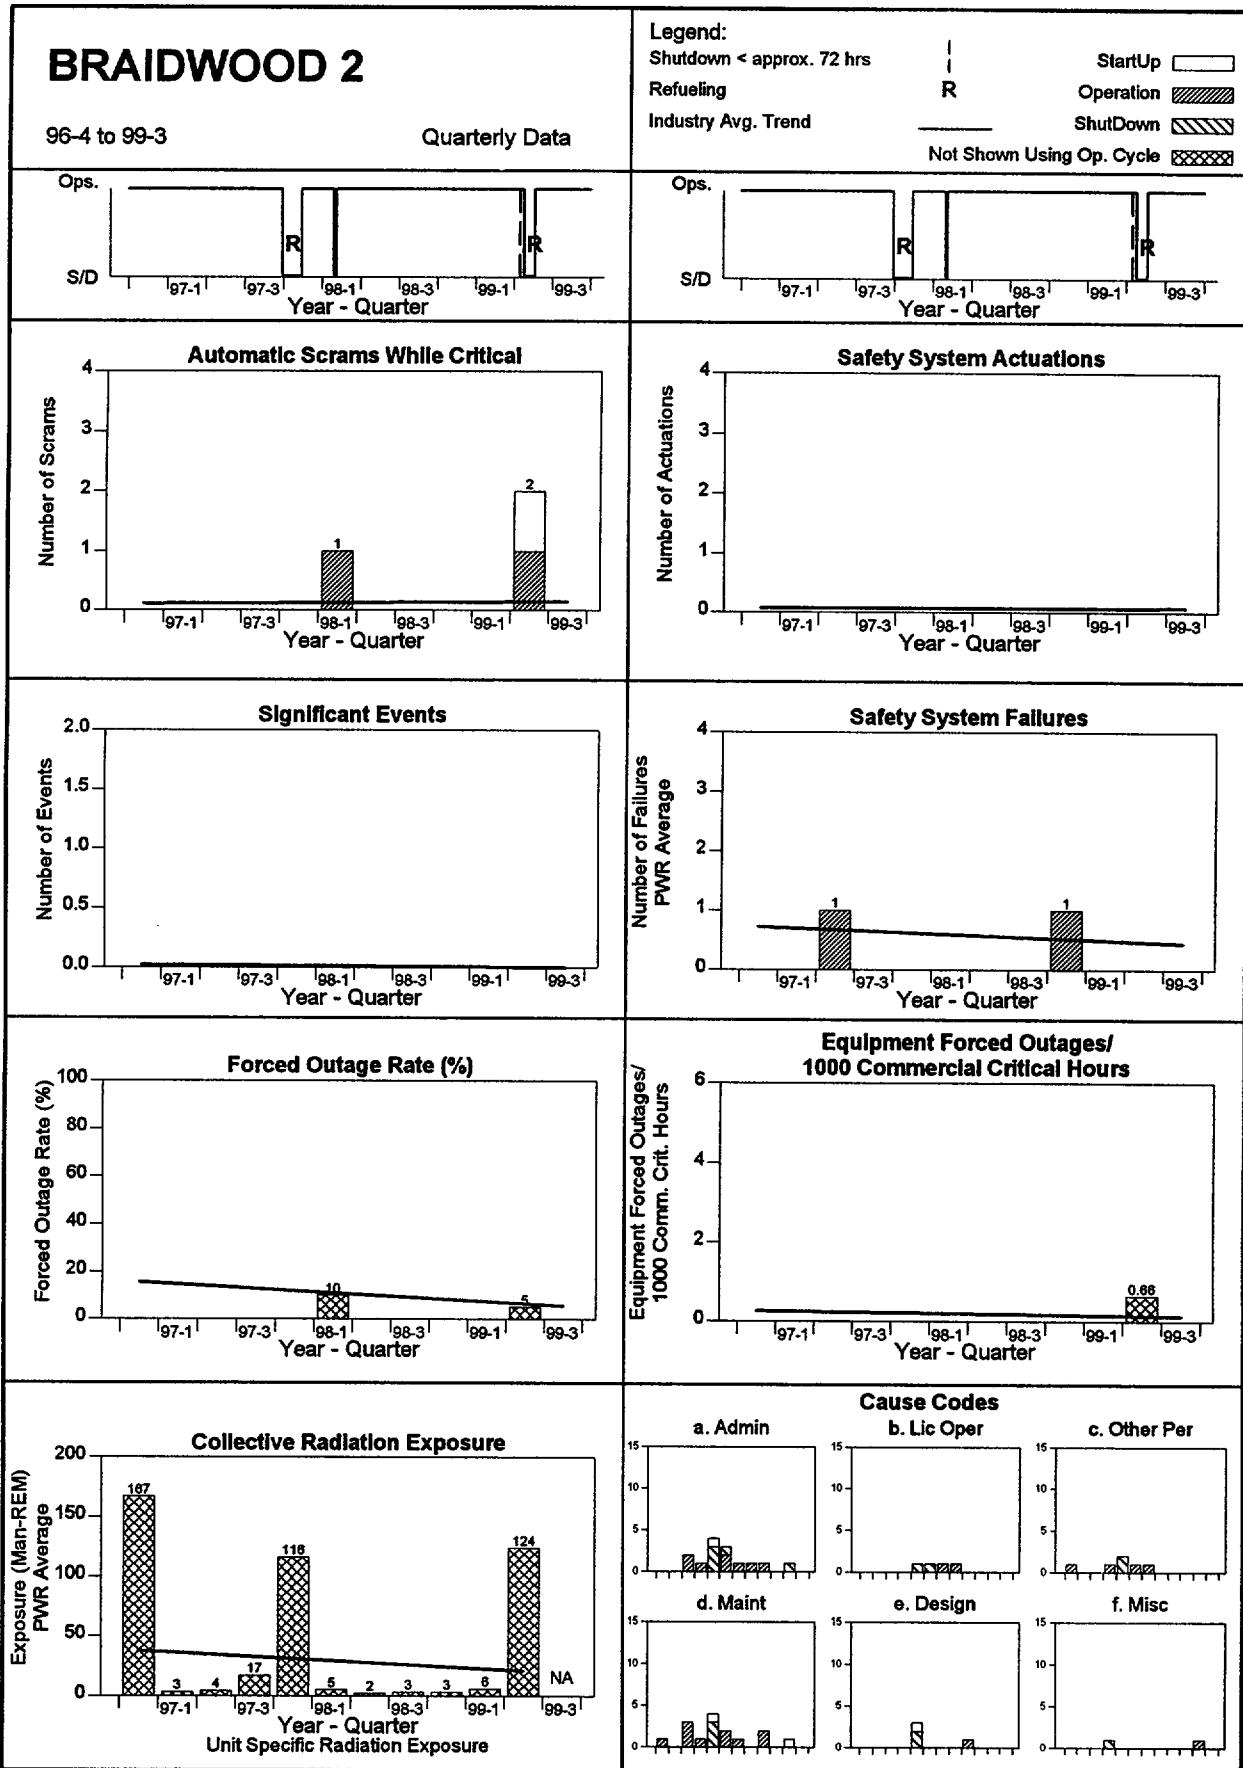 BRAIDWOOD 2
96-4 to 99-3 Quarterly Data
Legend:
Shutdown < approx. 72 hrs
Refueling R
Industry Avg. Trend
StartUp
Operation
ShutDown
Not Shown Using Op. Cycle
Ops.
R R
S/D
97-1 97-3 98-1 98-3 99-1 99-3
Year - Quarter
Ops.
R R
S/D
97-1 97-3 98-1 98-3 99-1 99-3
Year - Quarter
Automatic Scrams While Critical
Number of Scrams
4
3
2
1
0
1 2
97-1 97-3 98-1 98-3 99-1 99-3
Year - Quarter
Safety System Actuations
Number of Actuations
4
3
2
1
0
97-1 97-3 98-1 98-3 99-1 99-3
Year - Quarter
Significant Events
Number of Events
2.0
1.5
1.0
0.5
0.0
97-1 97-3 98-1 98-3 99-1 99-3
Year - Quarter
Safety System Failures
Number of Failures
PWR Average
4
3
2
1
0
1 1
97-1 97-3 98-1 98-3 99-1 99-3
Year - Quarter
Forced Outage Rate (%)
Forced Outage Rate (%)
100
80
60
40
20
0
10 5
97-1 97-3 98-1 98-3 99-1 99-3
Year - Quarter
Equipment Forced Outages/
1000 Commercial Critical Hours
Equipment Forced Outages/
1000 Comm. Crit. Hours
6
4
2
0
0.66
97-1 97-3 98-1 98-3 99-1 99-3
Year - Quarter
Collective Radiation Exposure
Exposure (Man-REM)
PWR Average
200
150
100
50
0
167 3 4 17 116 5 2 3 3 6 124 NA
97-1 97-3 98-1 98-3 99-1 99-3
Year - Quarter
Unit Specific Radiation Exposure
Cause Codes
a. Admin
15
10
5
0
b. Lic Oper
15
10
5
0
c. Other Per
15
10
5
0
d. Maint
15
10
5
0
e. Design
15
10
5
0
f. Misc
15
10
5
0